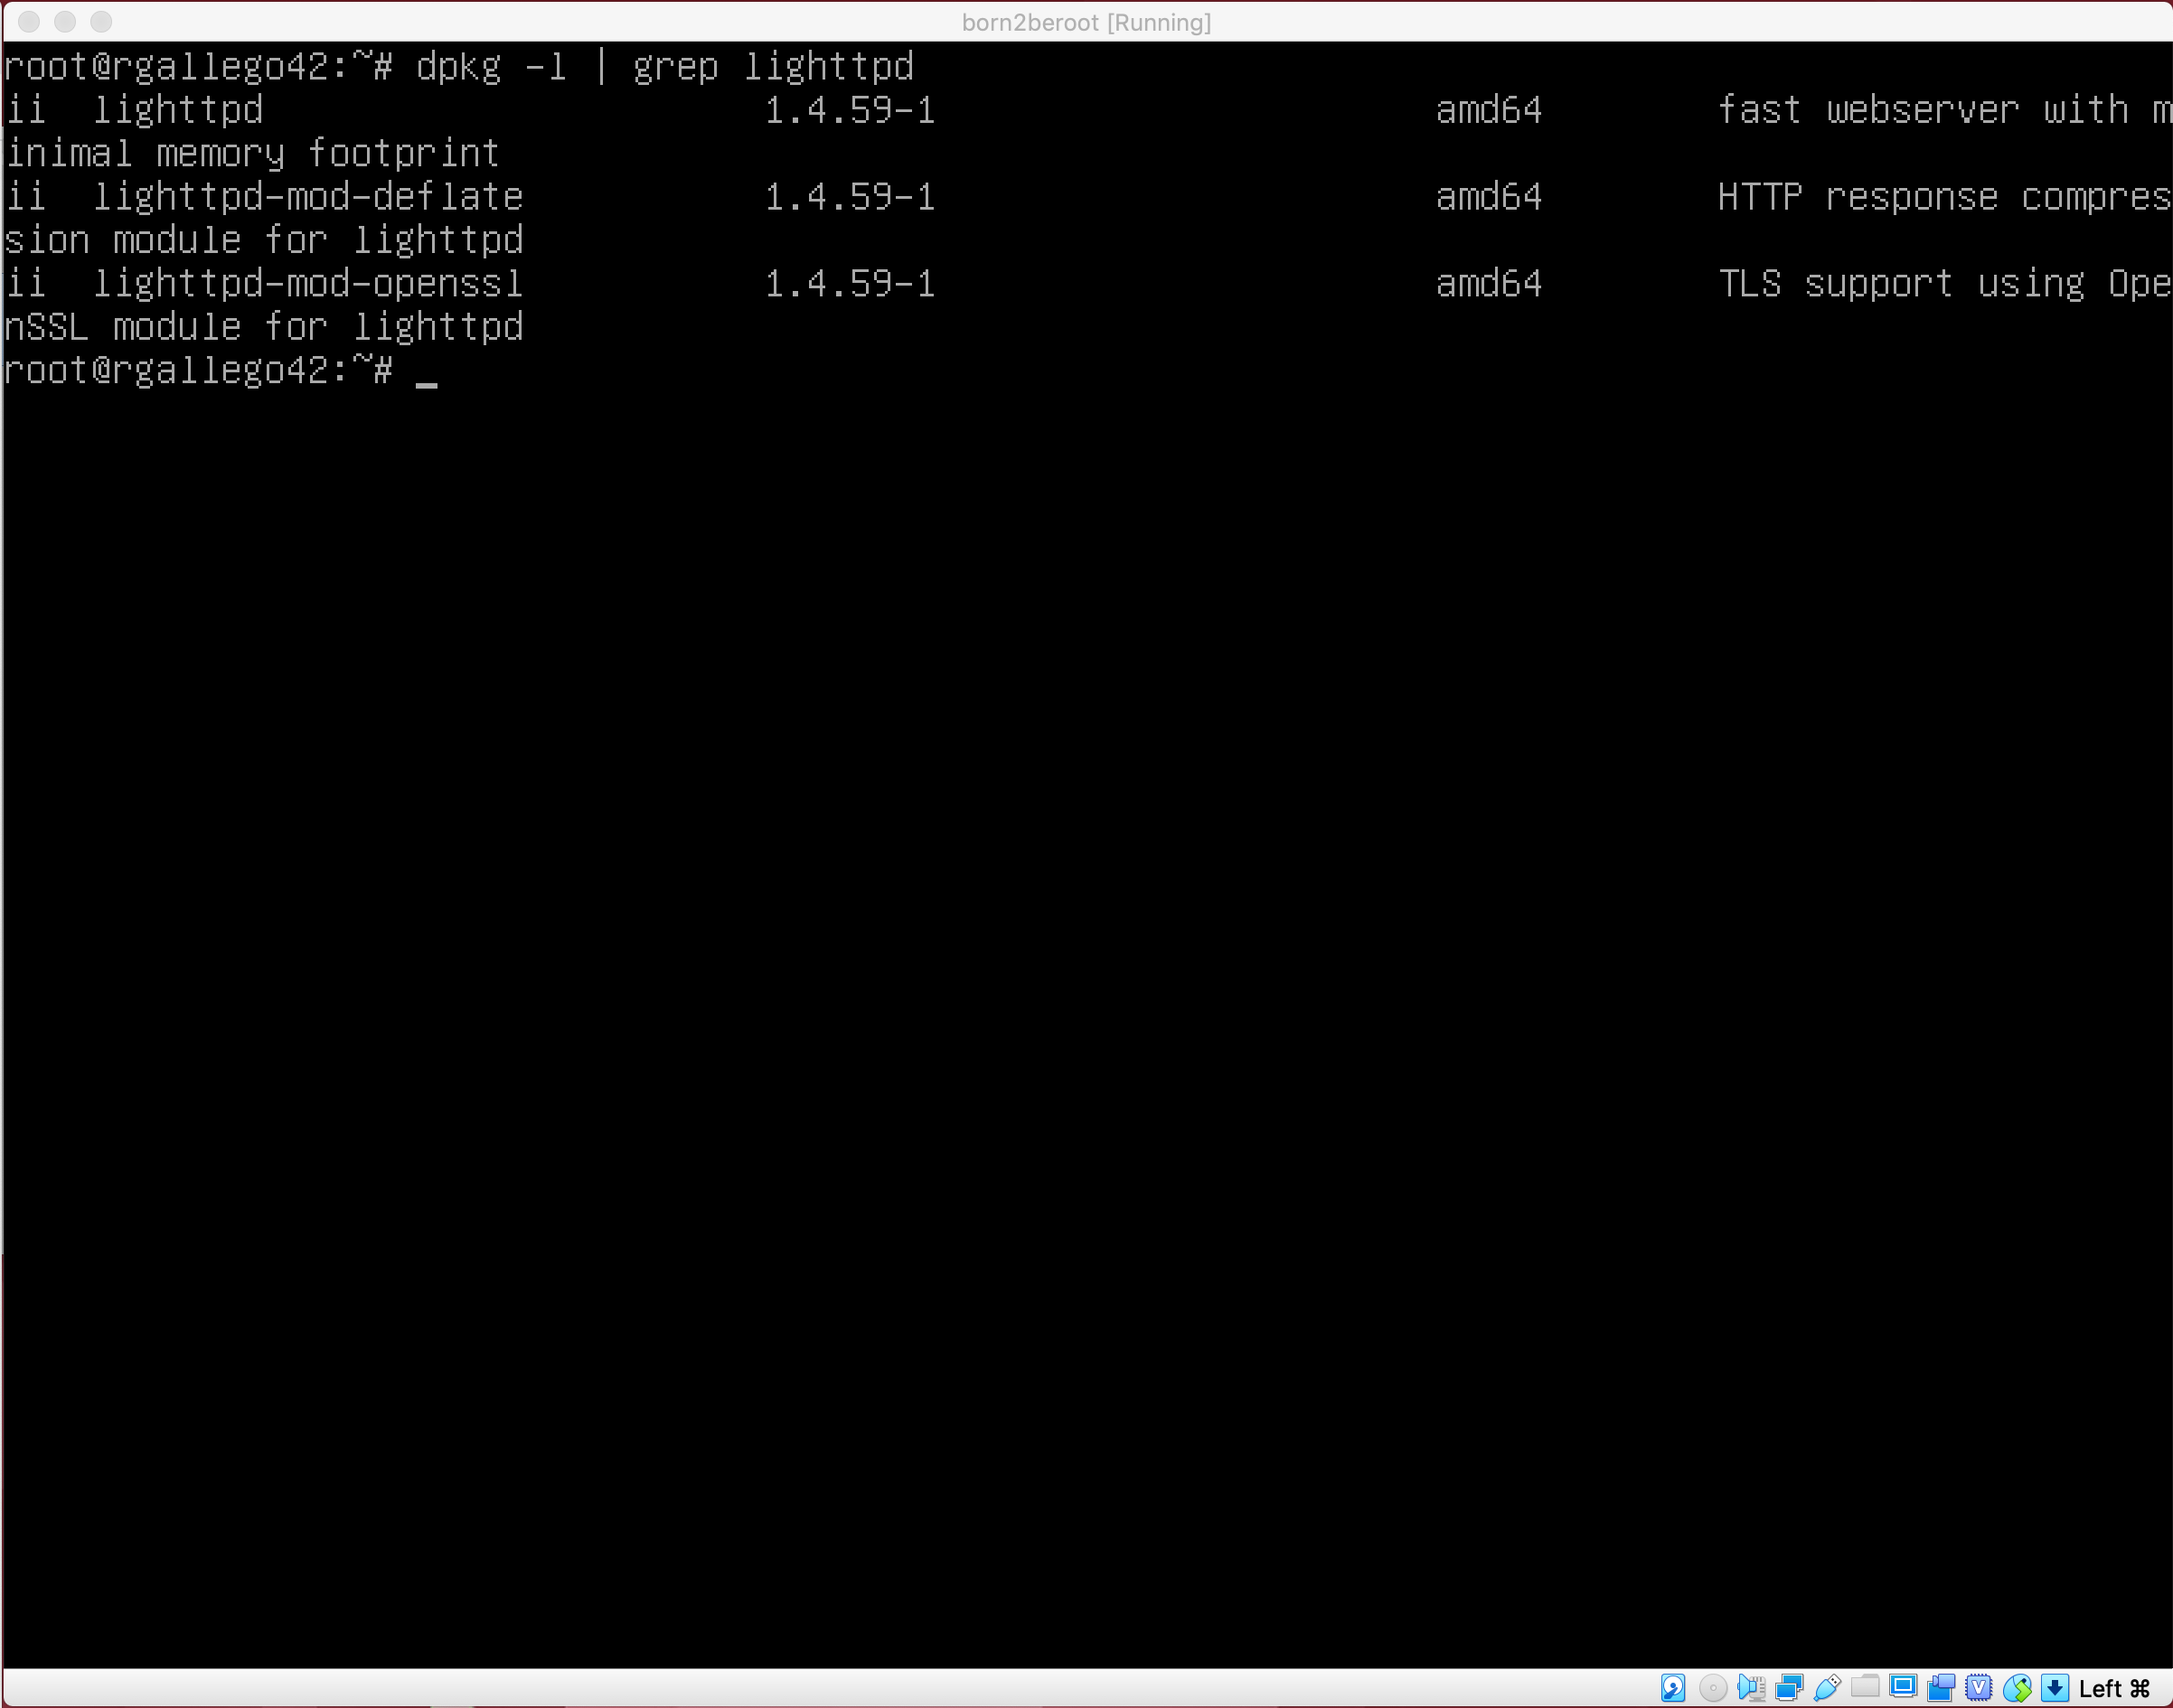 born2beroot [Running]
root@rgallego42:~# dpkg -l | grep lighttpd
ii  lighttpd                       1.4.59-1                       amd64        fast webserver with m
inimal memory footprint
ii  lighttpd-mod-deflate           1.4.59-1                       amd64        HTTP response compres
sion module for lighttpd
ii  lighttpd-mod-openssl           1.4.59-1                       amd64        TLS support using Ope
nSSL module for lighttpd
root@rgallego42:~# _
Left ⌘